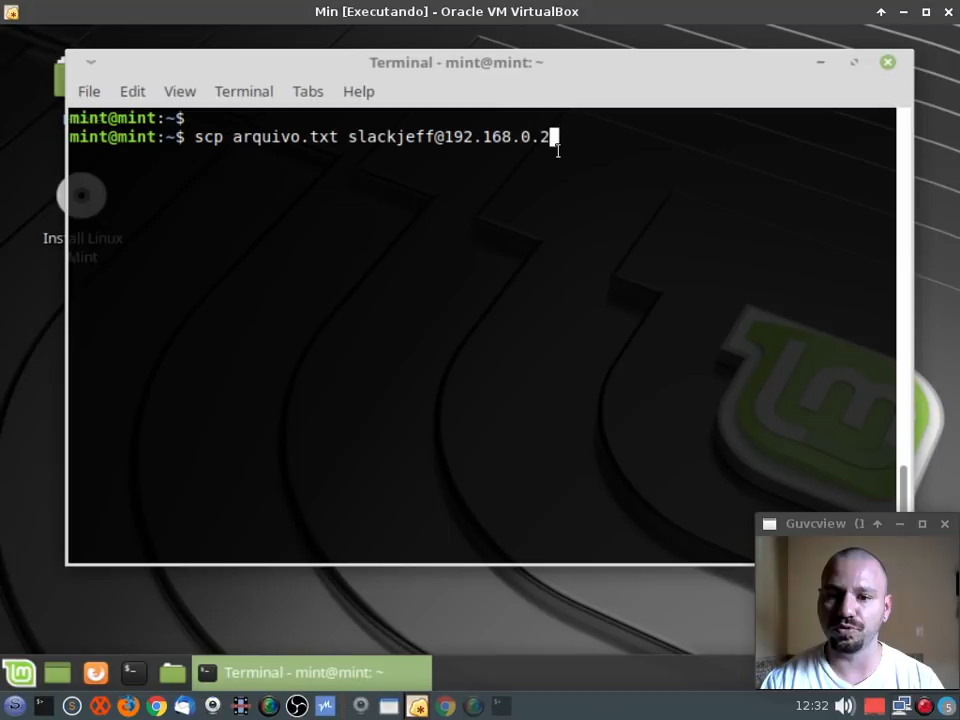 Min [Executando] - Oracle VM VirtualBox
Terminal - mint@mint: ~
File Edit View Terminal Tabs Help
mint@mint:~$
mint@mint:~$ scp arquivo.txt slackjeff@192.168.0.2
Install Linux
Mint
Guvcview (1
Terminal - mint@mint: ~
12:32